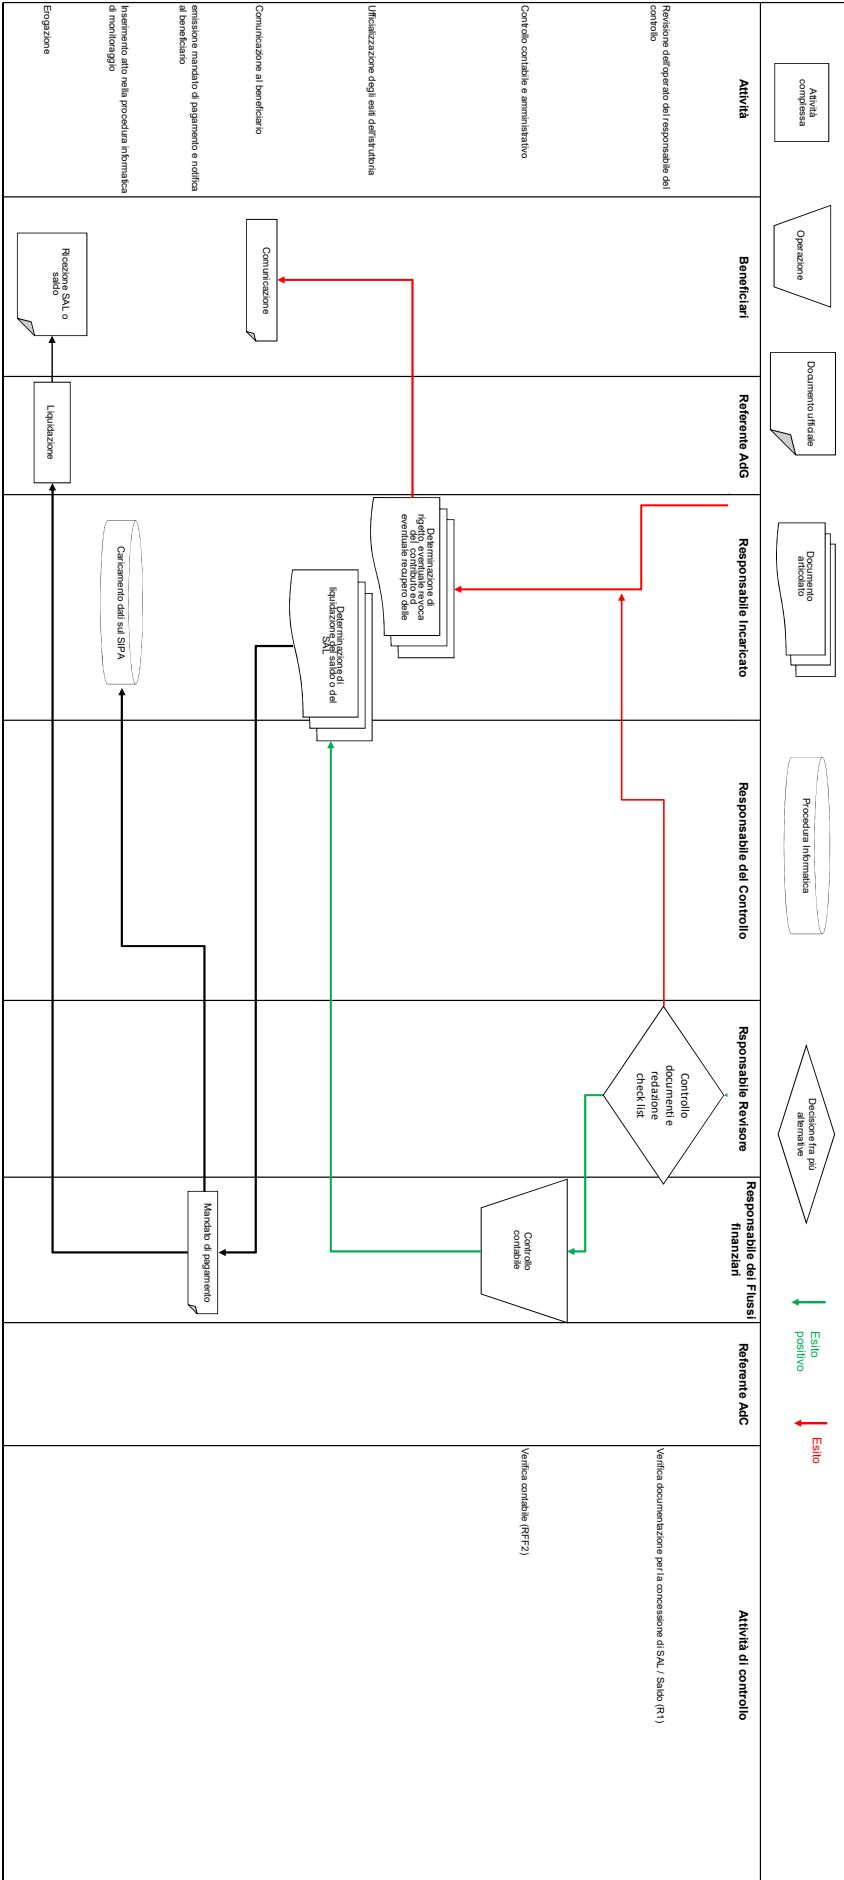 Attività
complessa
Operazione
Documento ufficiale
Documento
articolato
Procedura Informatica
Decisione fra più
alternative
Esito
positivo
Esito
Attività
Beneficiari
Referente AdG
Responsabile Incaricato
Responsabile del Controllo
Rsponsabile Revisore
Responsabile dei Flussi
finanziari
Referente AdC
Attività di controllo
Revisione dell'operato del responsabile del
controllo
Controllo
documenti e
redazione
check list
Verifica documentazione per la concessione di SAL / Saldo (R1)
Controllo contabile e amministrativo
Controllo
contabile
Verifica contabile (RFF2)
Ufficializzazione degli esiti dell'istruttoria
Determinazione di
rigetto, eventuale revoca
del contributo ed
eventuale recupero delle
Determinazione di
liquidazione del saldo o del
SAL
Comunicazione al beneficiario
Comunicazione
emissione mandato di pagamento e notifica
al beneficiario
Mandato di pagamento
Inserimento atto nella procedura informatica
di monitoraggio
Caricamento dati sul SIPA
Erogazione
Ricezione SAL o
saldo
Liquidazione